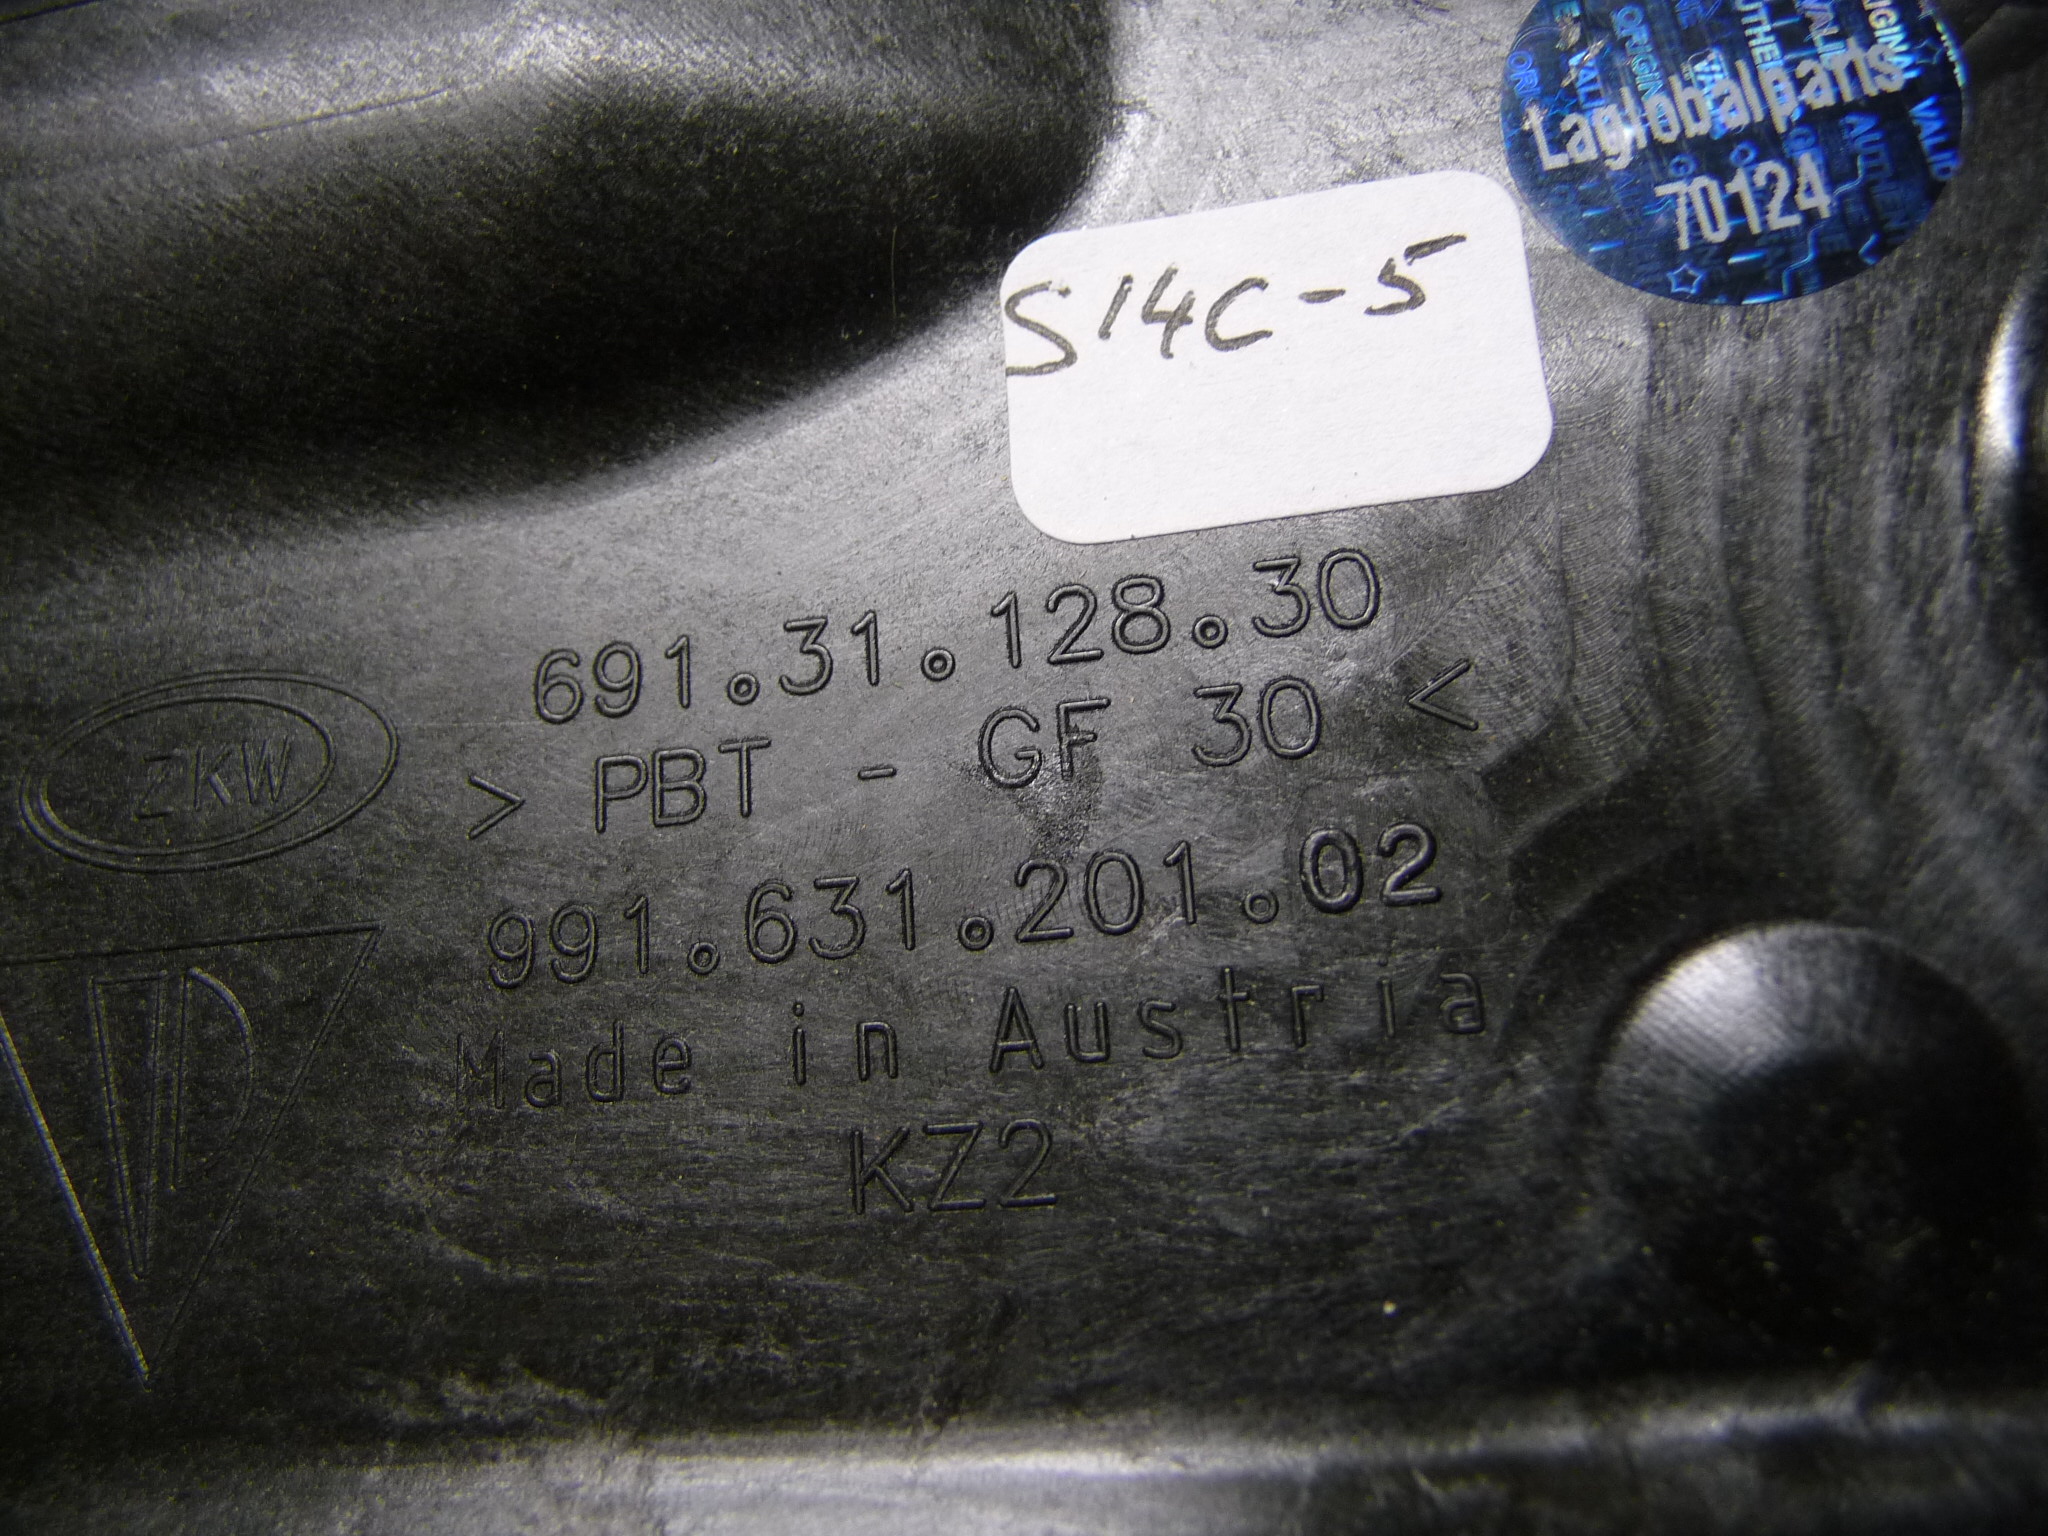 Laglobalparts
70124
S14C-5
691.31.128.30
ZKW
> PBT - GF 30 <
991.631.201.02
Made in Austria
KZ2